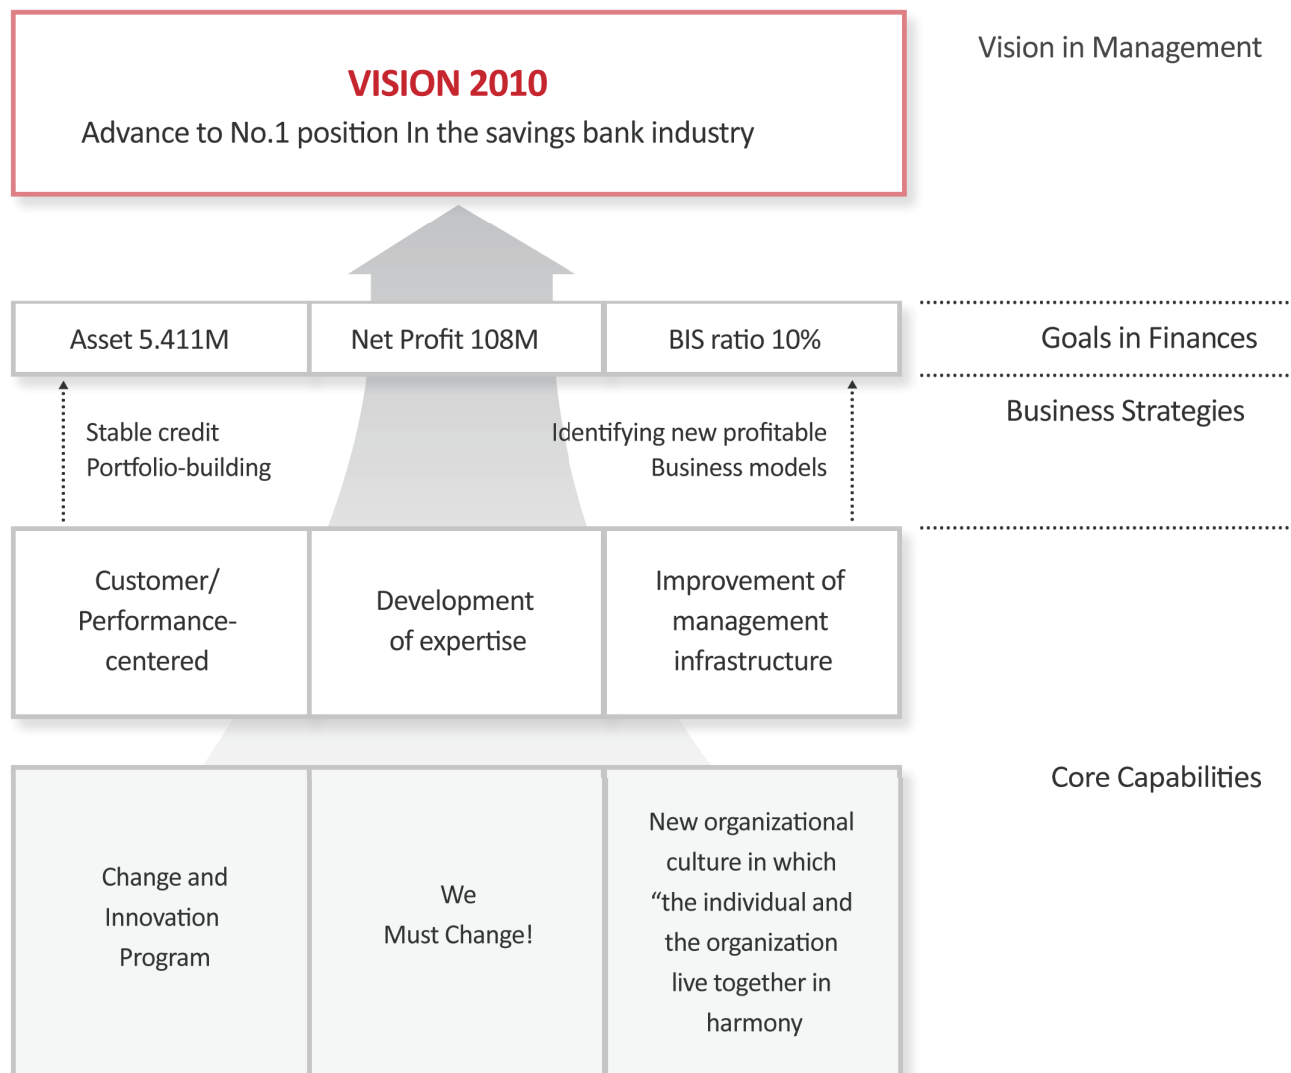 Vision in Management
VISION 2010
Advance to No.1 position In the savings bank industry
Asset 5.411M
Net Profit 108M
BIS ratio 10%
Goals in Finances
Business Strategies
Stable credit
Portfolio-building
Identifying new profitable
Business models
Customer/
Performance-
centered
Development
of expertise
Improvement of
management
infrastructure
Core Capabilities
Change and
Innovation
Program
We
Must Change!
New organizational
culture in which
“the individual and
the organization
live together in
harmony